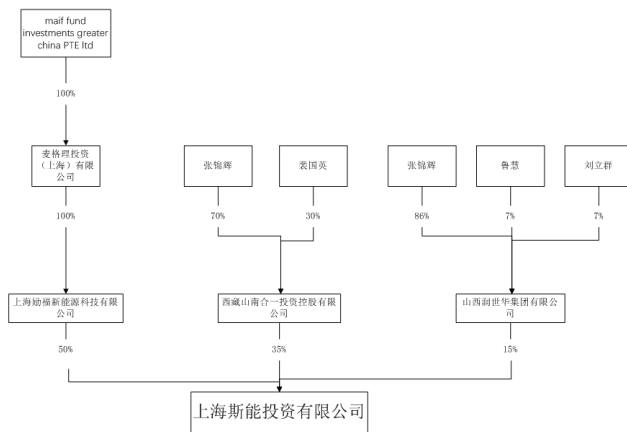 maif fund
investments greater
china PTE ltd
100%
麦格理投资
（上海）有限
公司
张锦辉
裴国英
张锦辉
鲁慧
刘立群
100%
70%
30%
86%
7%
7%
上海勋福新能源科技有限
公司
西藏山南合一投资控股有限
公司
山西润世华集团有限公
司
50%
35%
15%
上海斯能投资有限公司